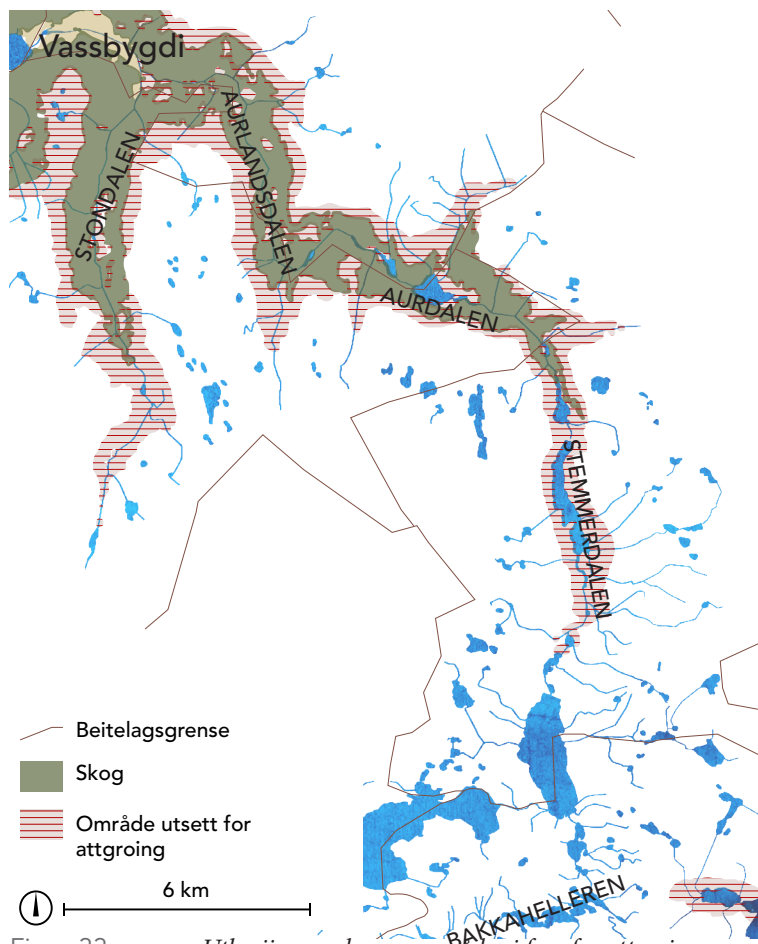 Vassbygdi
AURLANDSDALEN
STONDALEN
AURDALEN
STEMMERDALEN
Beitelagsgrense
Skog
Område utsett for
attgroing
6 km
BAKKAHELLEREN